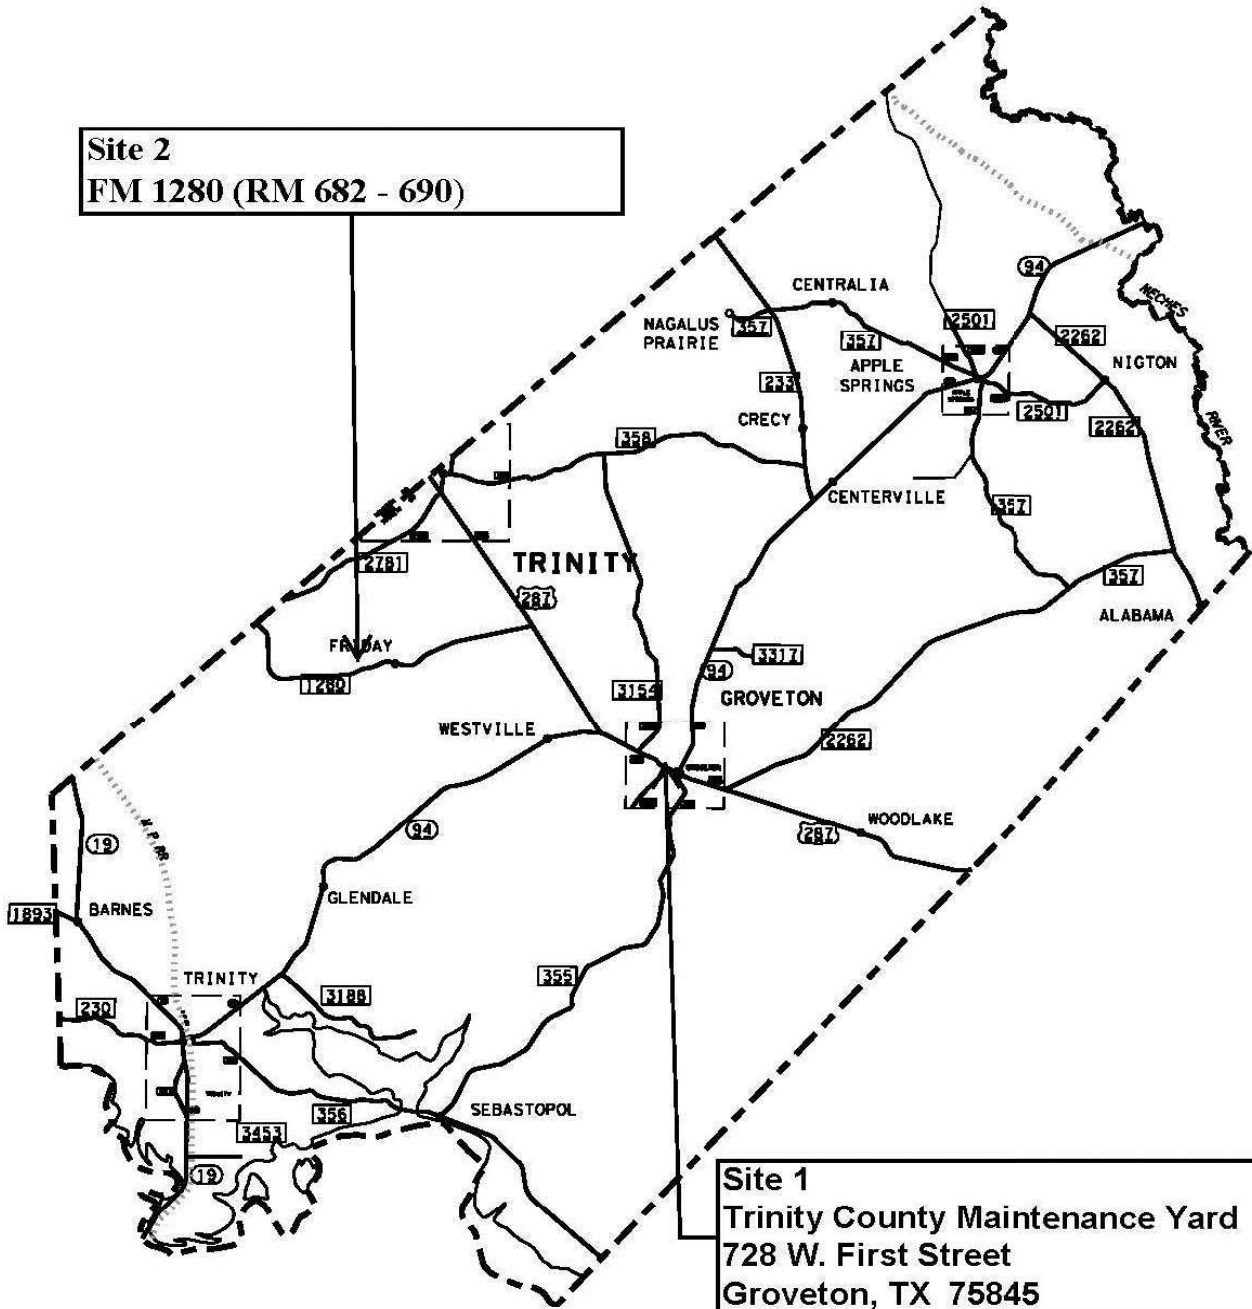 Site 2
FM 1280 (RM 682 - 690)
94
NECHES
RIVER
CENTRALIA
NAGALUS
PRAIRIE
357
357
2501
2262
APPLE
SPRINGS
NIGTON
233
2501
2262
CRECY
358
CENTERVILLE
357
TRINITY
2781
287
357
ALABAMA
FRIDAY
1280
3317
94
3154
GROVETON
WESTVILLE
2262
WOODLAKE
287
94
19
M.P. RR
GLENDALE
1893
BARNES
TRINITY
355
3188
230
TRINITY
356
SEBASTOPOL
3453
19
Site 1
Trinity County Maintenance Yard
728 W. First Street
Groveton, TX 75845